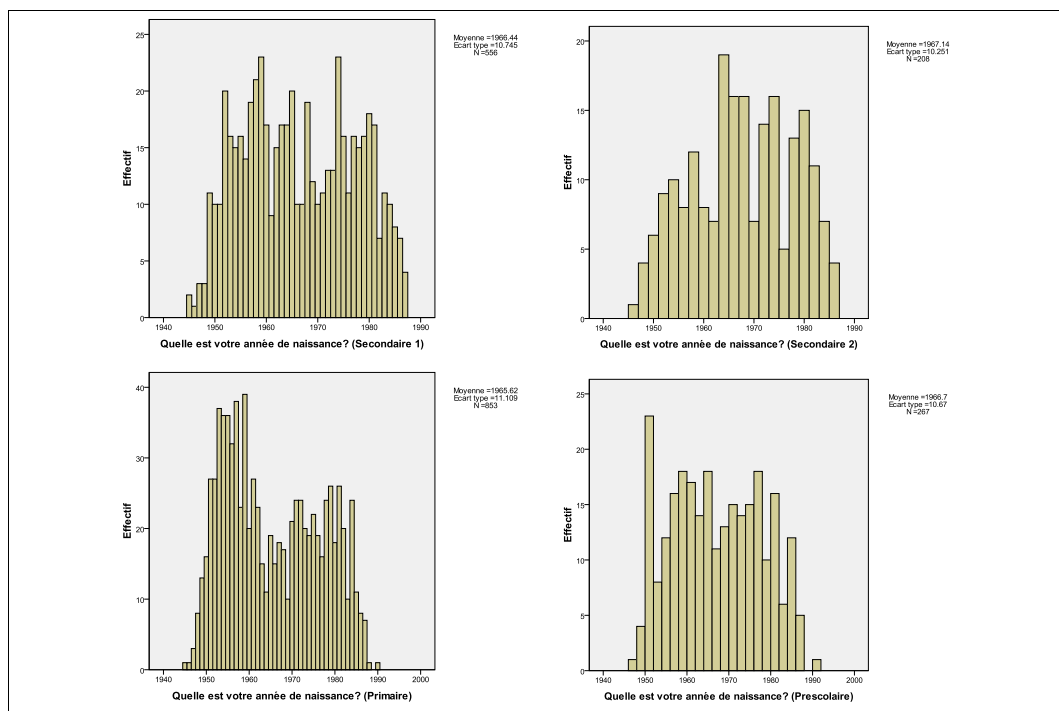 Moyenne =1966.44
Ecart type =10.745
N =556
25
20
15
10
5
0
Effectif
1940 1950 1960 1970 1980 1990
Quelle est votre annèe de naissance? (Secondaire 1)
Moyenne =1967.14
Ecart type =10.251
N =208
20
15
10
5
0
Effectif
1940 1950 1960 1970 1980 1990
Quelle est votre annèe de naissance? (Secondaire 2)
Moyenne =1965.62
Ecart type =11.109
N =853
40
30
20
10
0
Effectif
1940 1950 1960 1970 1980 1990 2000
Quelle est votre annèe de naissance? (Primaire)
Moyenne =1966.7
Ecart type =10.67
N =267
25
20
15
10
5
0
Effectif
1940 1950 1960 1970 1980 1990 2000
Quelle est votre annèe de naissance? (Prescolaire)